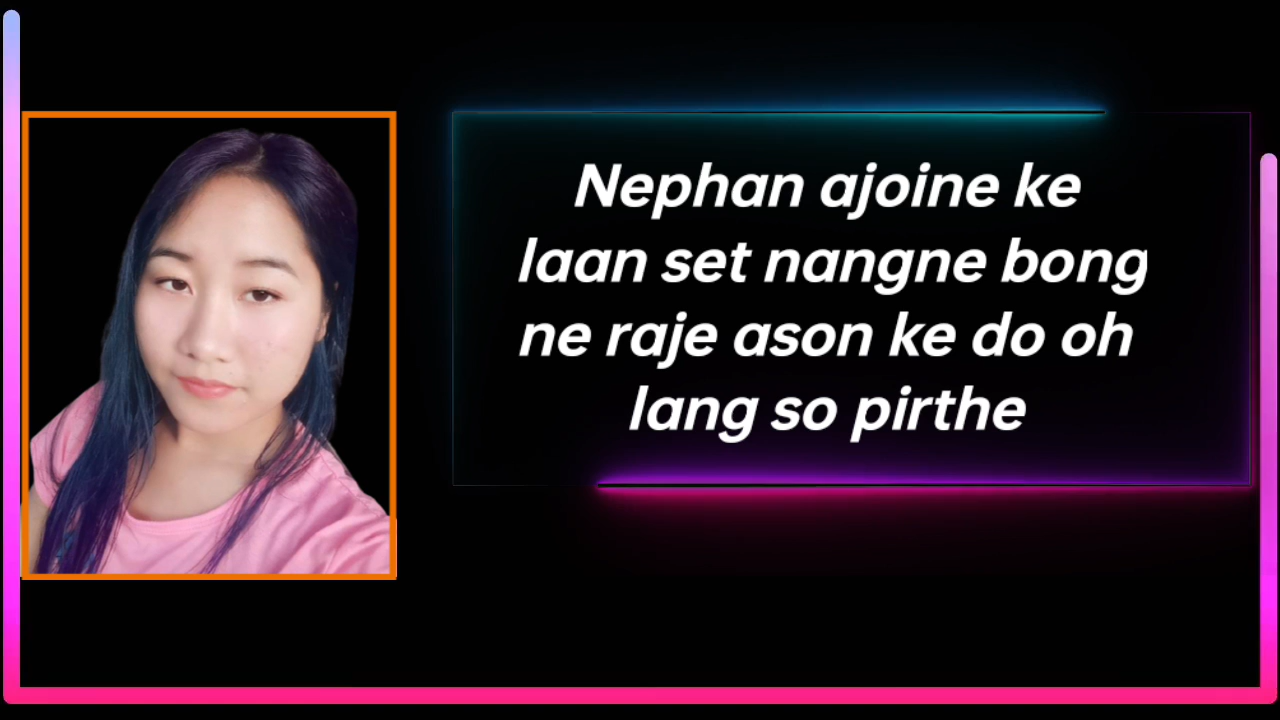 Nephan ajoine ke
laan set nangne bong
ne raje ason ke do oh
lang so pirthe